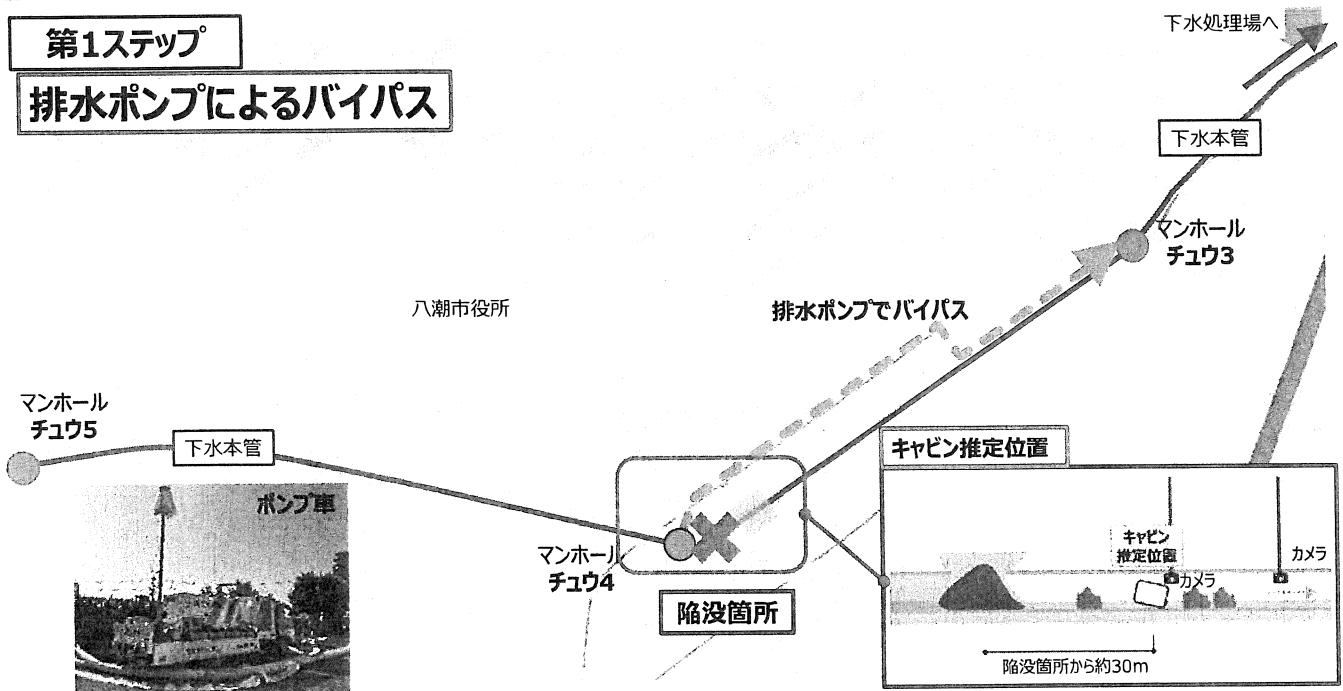 第1ステップ
排水ポンプによるバイパス
下水処理場へ
下水本管
マンホール
チュウ3
八潮市役所
排水ポンプでバイパス
マンホール
チュウ5
下水本管
ポンプ車
マンホール
チュウ4
陥没箇所
キャビン推定位置
キャビン
推定位置
カメラ
カメラ
陥没箇所から約30m